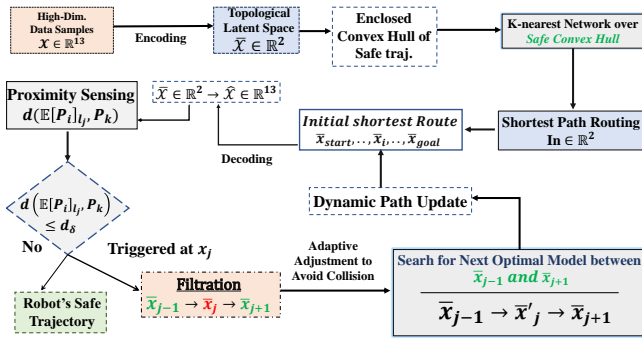 High-Dim.
Data Samples
𝒳 ∈ ℝ¹³
Encoding
Topological
Latent Space
X̅ ∈ ℝ²
Enclosed
Convex Hull of
Safe traj.
K-nearest Network over
Safe Convex Hull
Proximity Sensing
d(𝔼[Pᵢ]_{lⱼ}, Pₖ)
X̅ ∈ ℝ² → X̂ ∈ ℝ¹³
Decoding
Initial shortest Route
x̅_{start}, . . , x̅ᵢ, . . , x̅_{goal}
Shortest Path Routing
In ∈ ℝ²
d(𝔼[Pᵢ]_{lⱼ}, Pₖ)
≤ d_δ
No
Triggered at xⱼ
Dynamic Path Update
Robot's Safe
Trajectory
Filtration
x̅_{j−1} → x̅_j → x̅_{j+1}
Adaptive
Adjustment to
Avoid Collision
Searh for Next Optimal Model between
x̅_{j−1} and x̅_{j+1}
x̅_{j−1} → x̅'_j → x̅_{j+1}